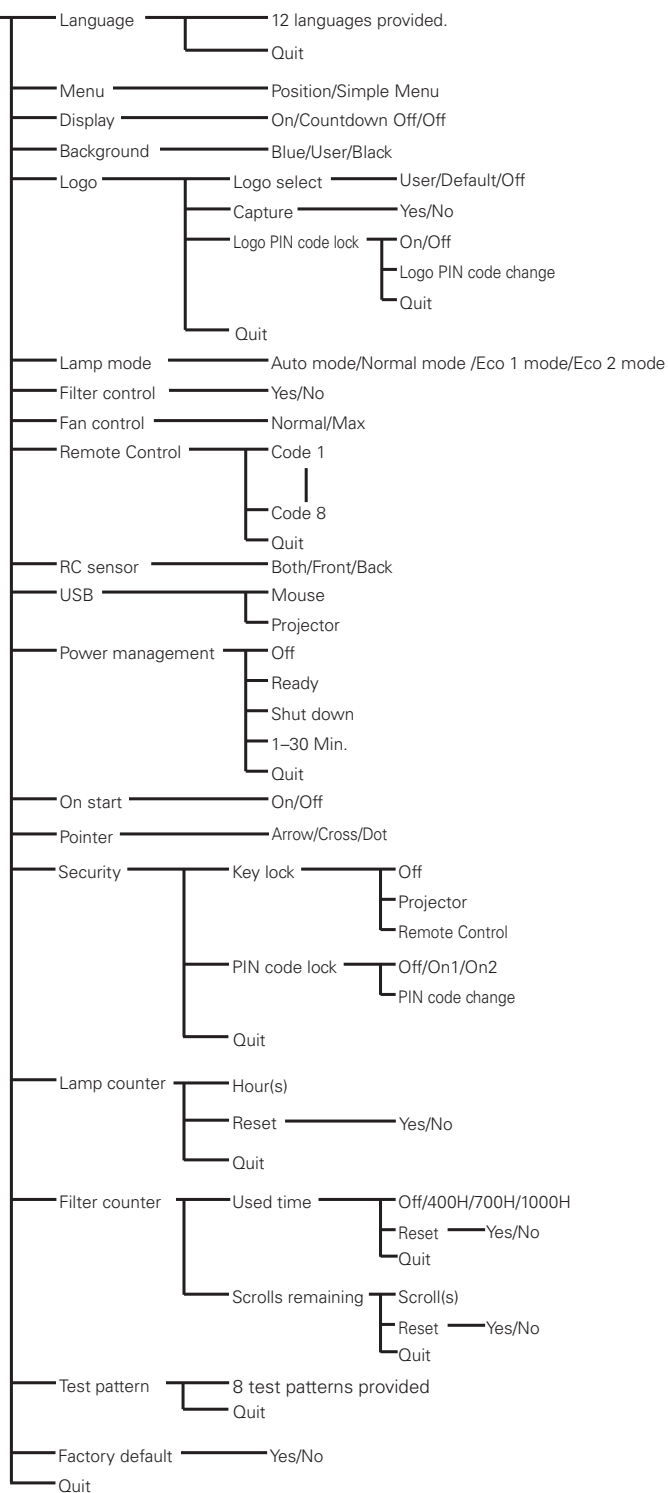 Language 12 languages provided.
Quit
Menu Position/Simple Menu
Display On/Countdown Off/Off
Background Blue/User/Black
Logo Logo select User/Default/Off
Capture Yes/No
Logo PIN code lock On/Off
Logo PIN code change
Quit
Quit
Lamp mode Auto mode/Normal mode /Eco 1 mode/Eco 2 mode
Filter control Yes/No
Fan control Normal/Max
Remote Control Code 1
Code 8
Quit
RC sensor Both/Front/Back
USB Mouse
Projector
Power management Off
Ready
Shut down
1–30 Min.
Quit
On start On/Off
Pointer Arrow/Cross/Dot
Security Key lock Off
Projector
Remote Control
PIN code lock Off/On1/On2
PIN code change
Quit
Lamp counter Hour(s)
Reset Yes/No
Quit
Filter counter Used time Off/400H/700H/1000H
Reset Yes/No
Quit
Scrolls remaining Scroll(s)
Reset Yes/No
Quit
Test pattern 8 test patterns provided
Quit
Factory default Yes/No
Quit